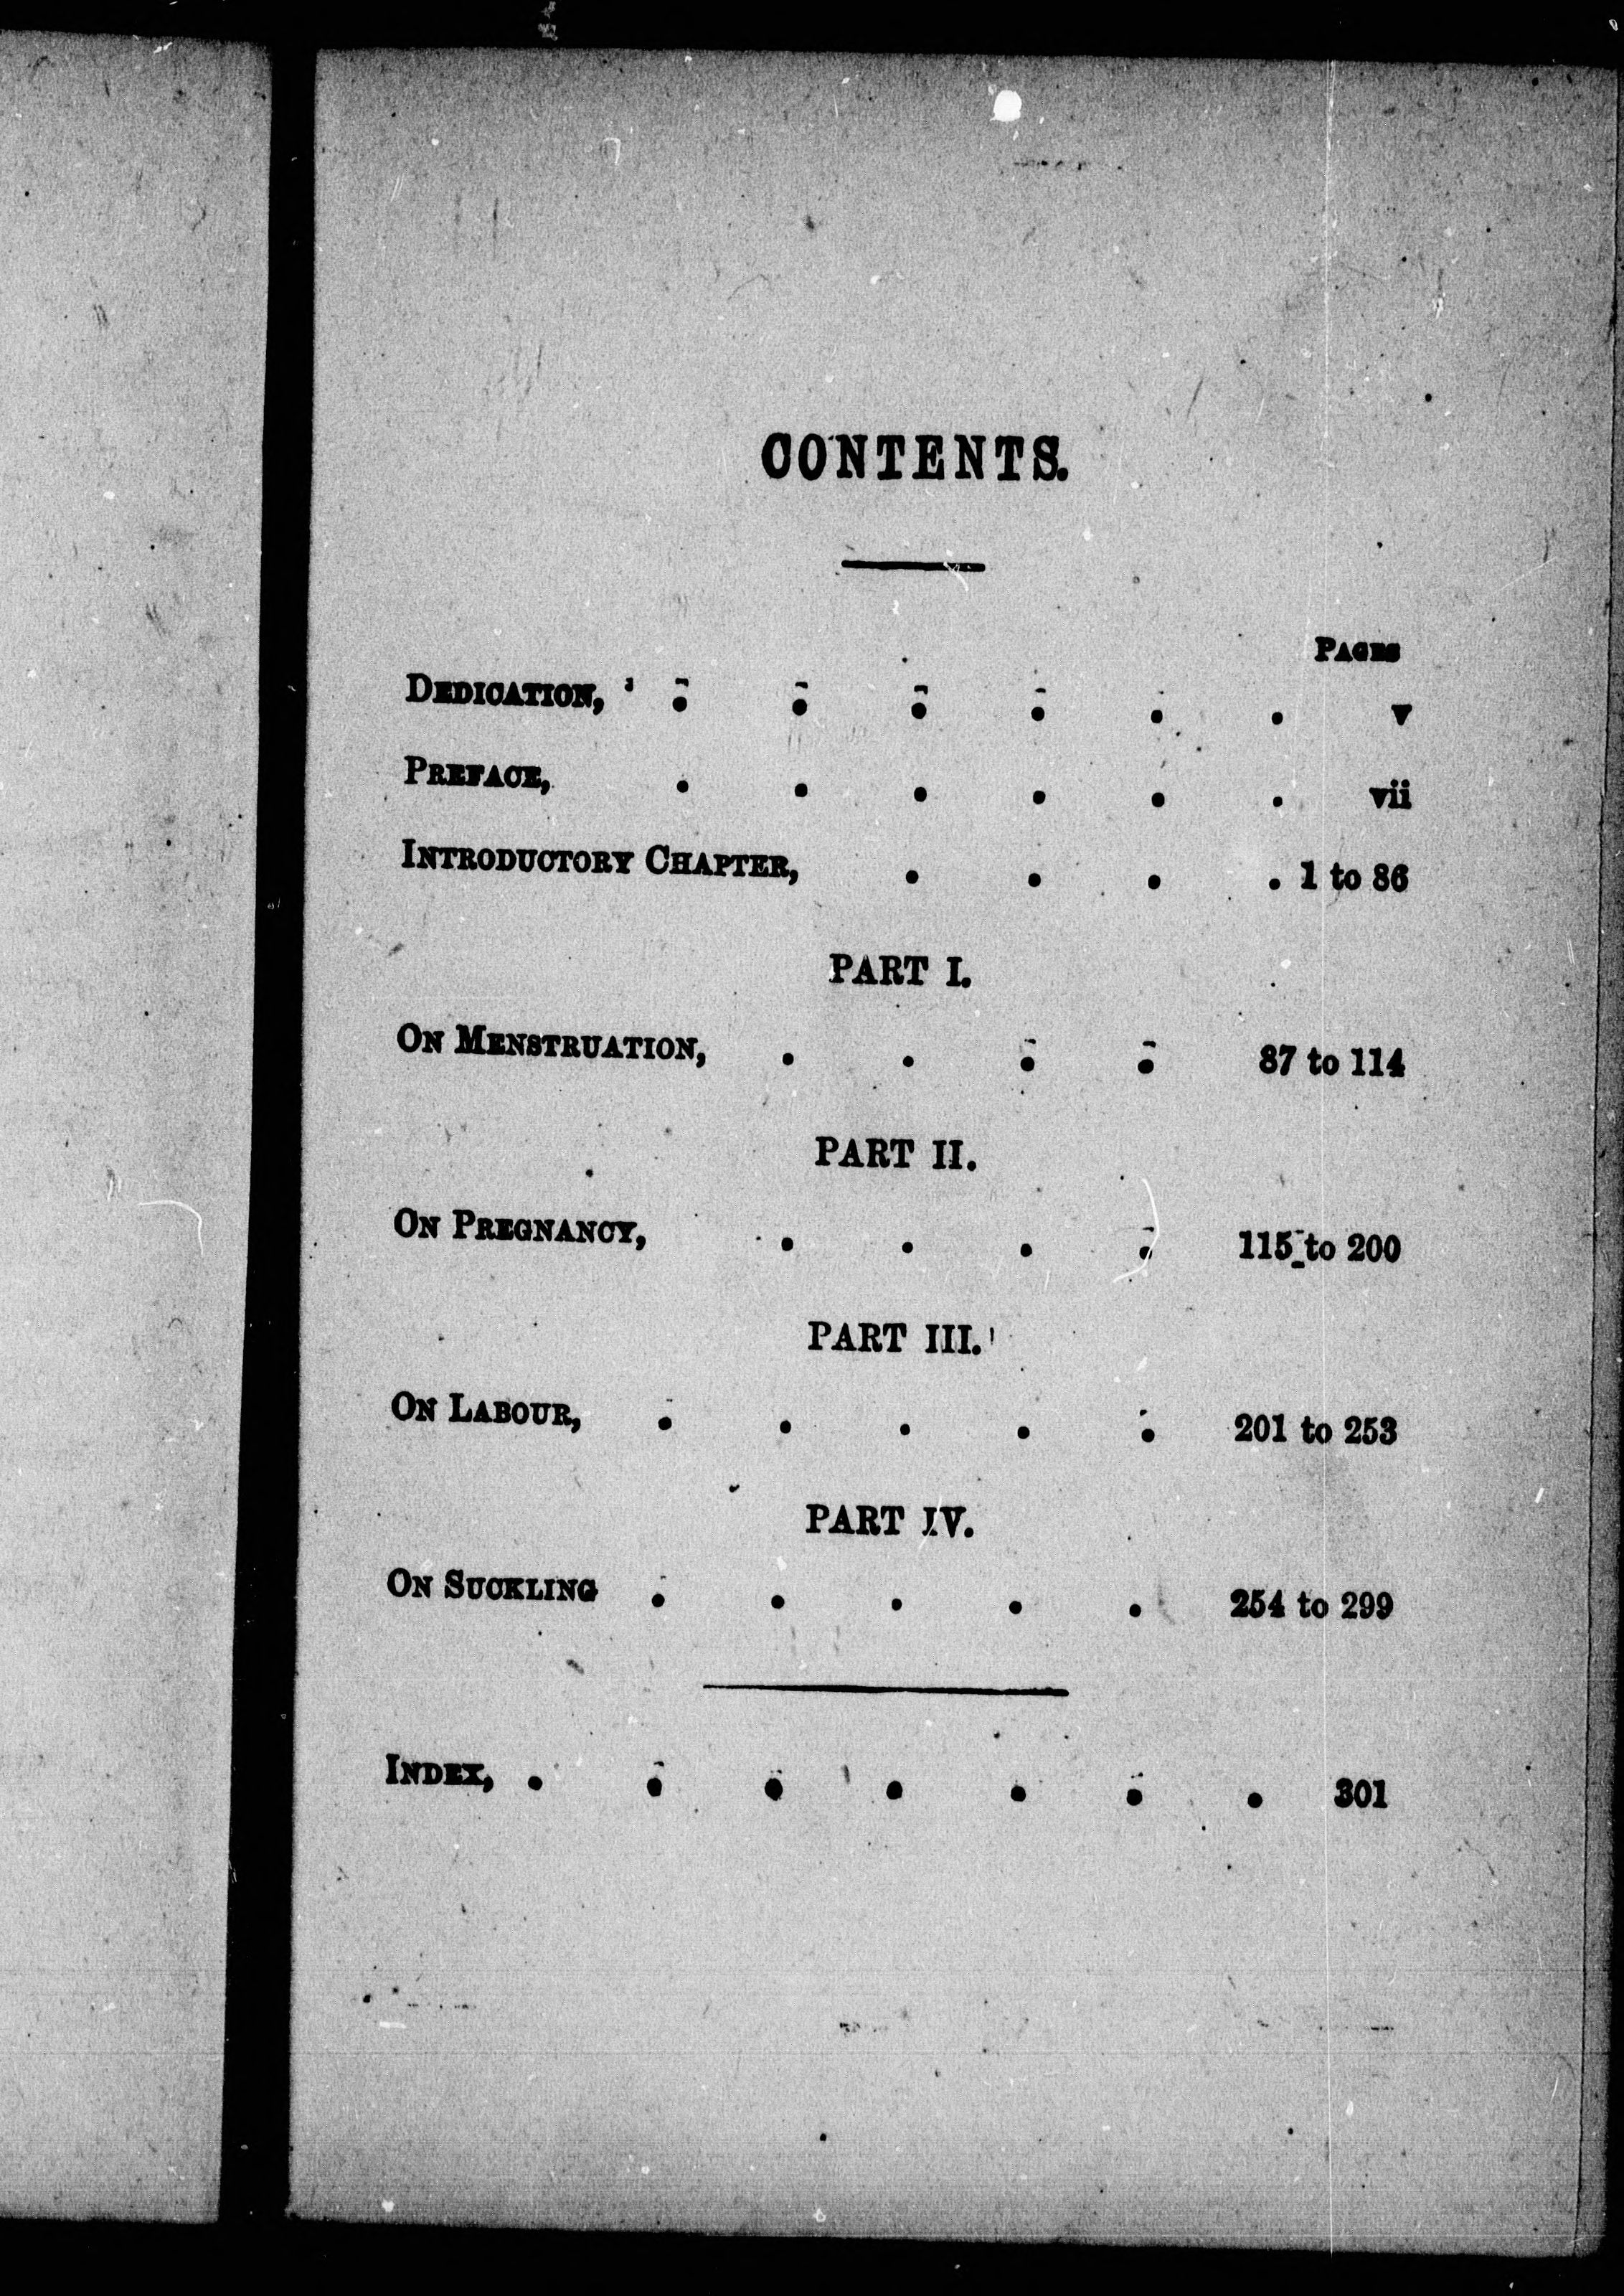 CONTENTS.
PAGES
DEDICATION, . . . . . . v
PREFACE, . . . . . . vii
INTRODUCTORY CHAPTER, . . . . 1 to 86
PART I.
ON MENSTRUATION, . . . . 87 to 114
PART II.
ON PREGNANCY, . . . . 115 to 200
PART III.
ON LABOUR, . . . . . 201 to 253
PART IV.
ON SUCKLING . . . . . 254 to 299
INDEX, . . . . . . . 301